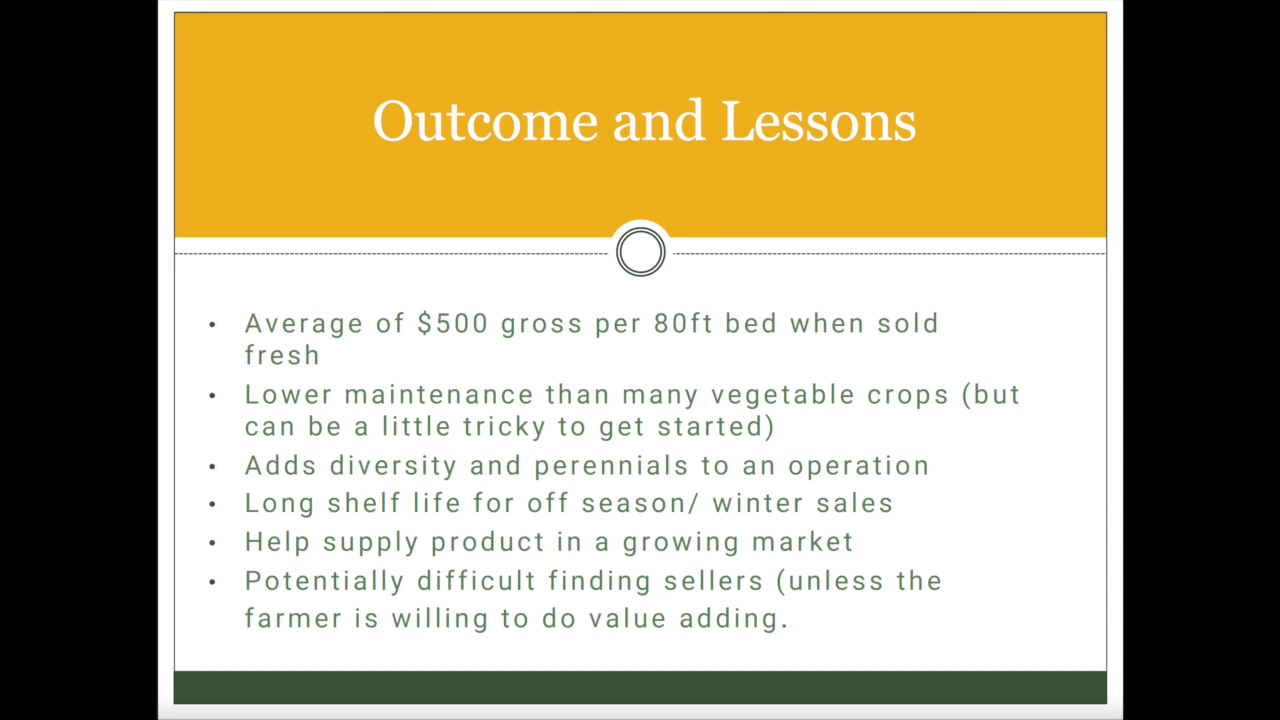 Outcome and Lessons
• Average of $500 gross per 80ft bed when sold
fresh
• Lower maintenance than many vegetable crops (but
can be a little tricky to get started)
• Adds diversity and perennials to an operation
• Long shelf life for off season/ winter sales
• Help supply product in a growing market
• Potentially difficult finding sellers (unless the
farmer is willing to do value adding.